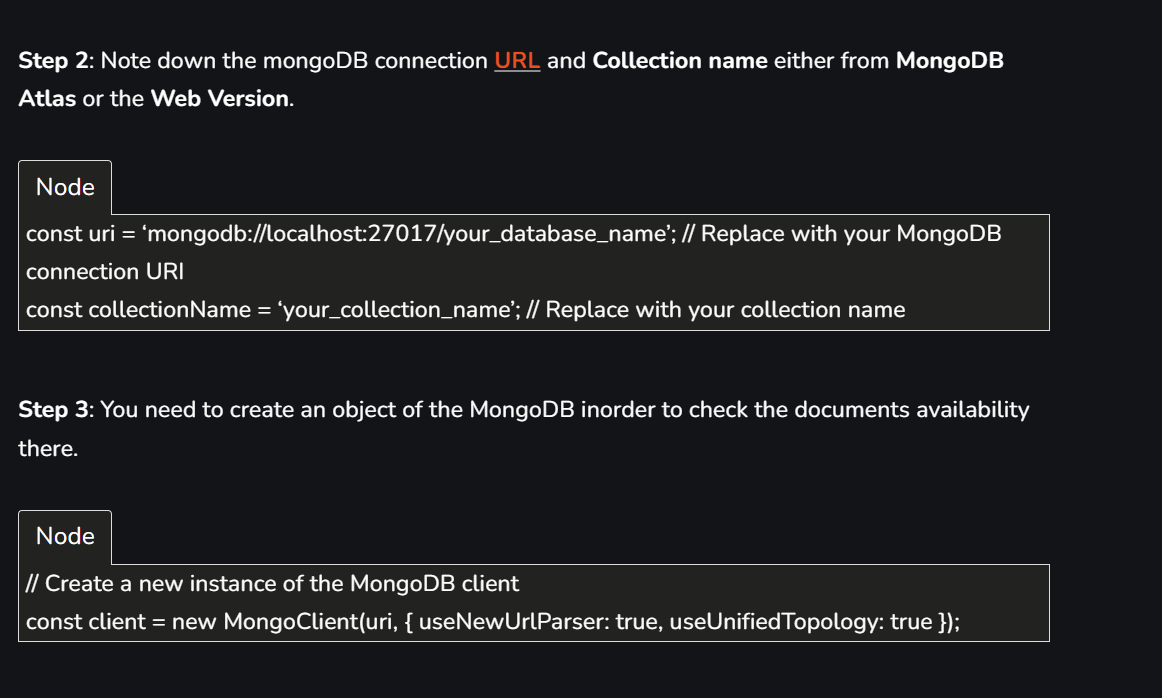 Step 2: Note down the mongoDB connection URL and Collection name either from MongoDB
Atlas or the Web Version.
Node
const uri = ‘mongodb://localhost:27017/your_database_name’; // Replace with your MongoDB
connection URI
const collectionName = ‘your_collection_name’; // Replace with your collection name
Step 3: You need to create an object of the MongoDB inorder to check the documents availability
there.
Node
// Create a new instance of the MongoDB client
const client = new MongoClient(uri, { useNewUrlParser: true, useUnifiedTopology: true });